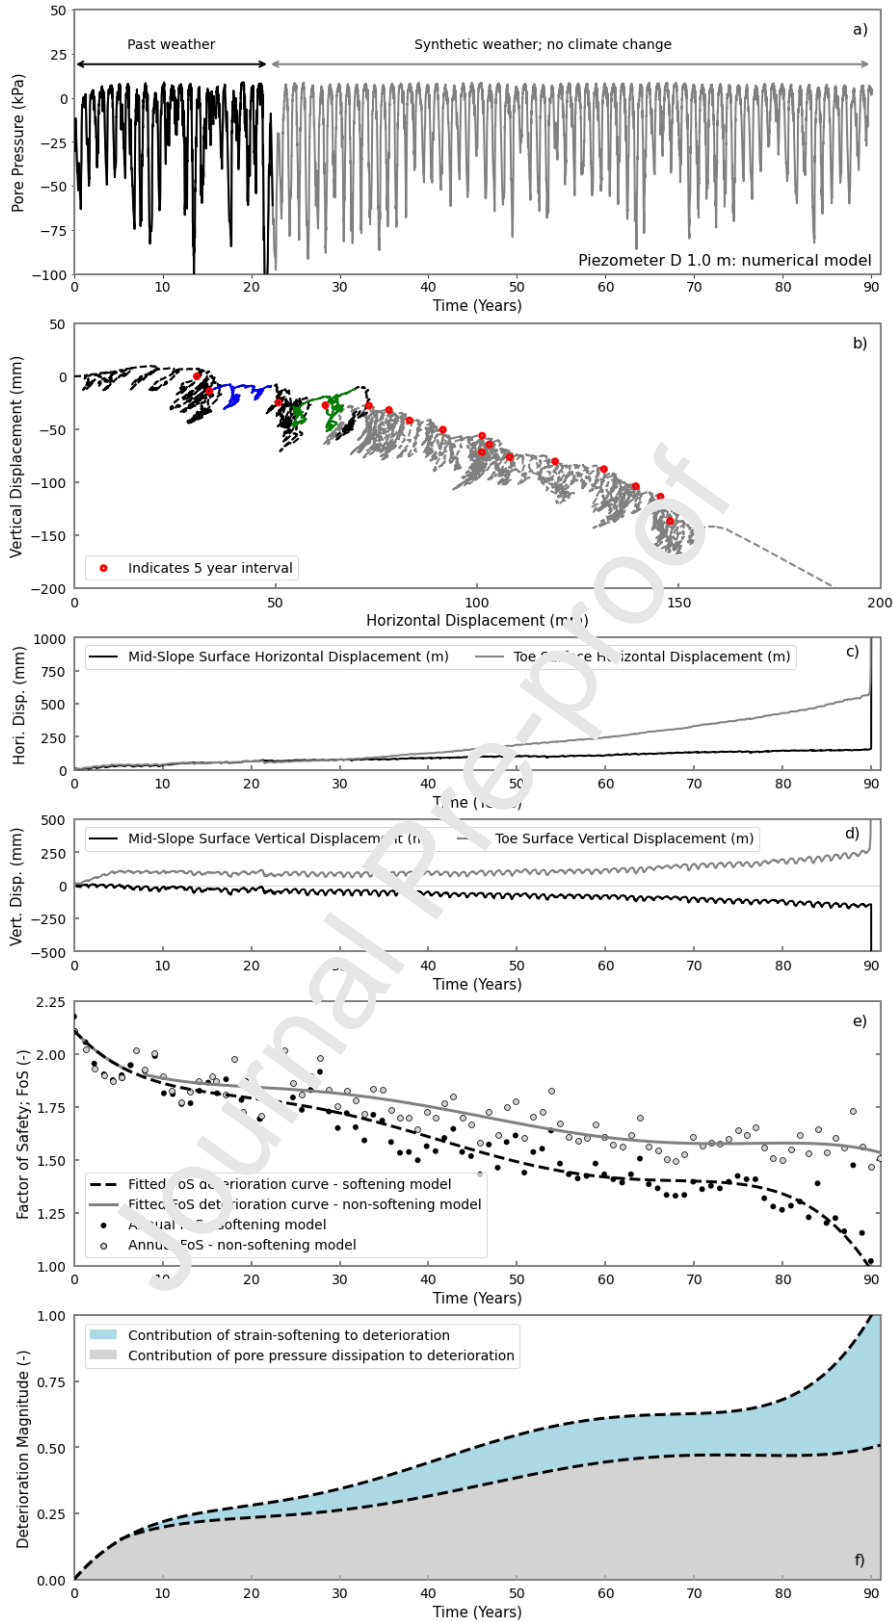 50
25
0
−25
−50
−75
−100
Pore Pressure (kPa)
a)
Past weather
Synthetic weather; no climate change
Piezometer D 1.0 m: numerical model
0 10 20 30 40 50 60 70 80 90
Time (Years)
50
0
−50
−100
−150
−200
Vertical Displacement (mm)
b)
Indicates 5 year interval
0 50 100 150 200
Horizontal Displacement (mm)
1000
750
500
250
0
Hori. Disp. (mm)
c)
Mid-Slope Surface Horizontal Displacement (m)
Toe Surface Horizontal Displacement (m)
0 10 20 30 40 50 60 70 80 90
Time (Years)
500
250
0
−250
−500
Vert. Disp. (mm)
d)
Mid-Slope Surface Vertical Displacement (m)
Toe Surface Vertical Displacement (m)
0 10 20 30 40 50 60 70 80 90
Time (Years)
2.25
2.00
1.75
1.50
1.25
1.00
Factor of Safety; FoS (-)
e)
Fitted FoS deterioration curve - softening model
Fitted FoS deterioration curve - non-softening model
Annual FoS - softening model
Annual FoS - non-softening model
0 10 20 30 40 50 60 70 80 90
Time (Years)
1.00
0.75
0.50
0.25
0.00
Deterioration Magnitude (-)
Contribution of strain-softening to deterioration
Contribution of pore pressure dissipation to deterioration
f)
0 10 20 30 40 50 60 70 80 90
Time (Years)
Journal Pre-proof